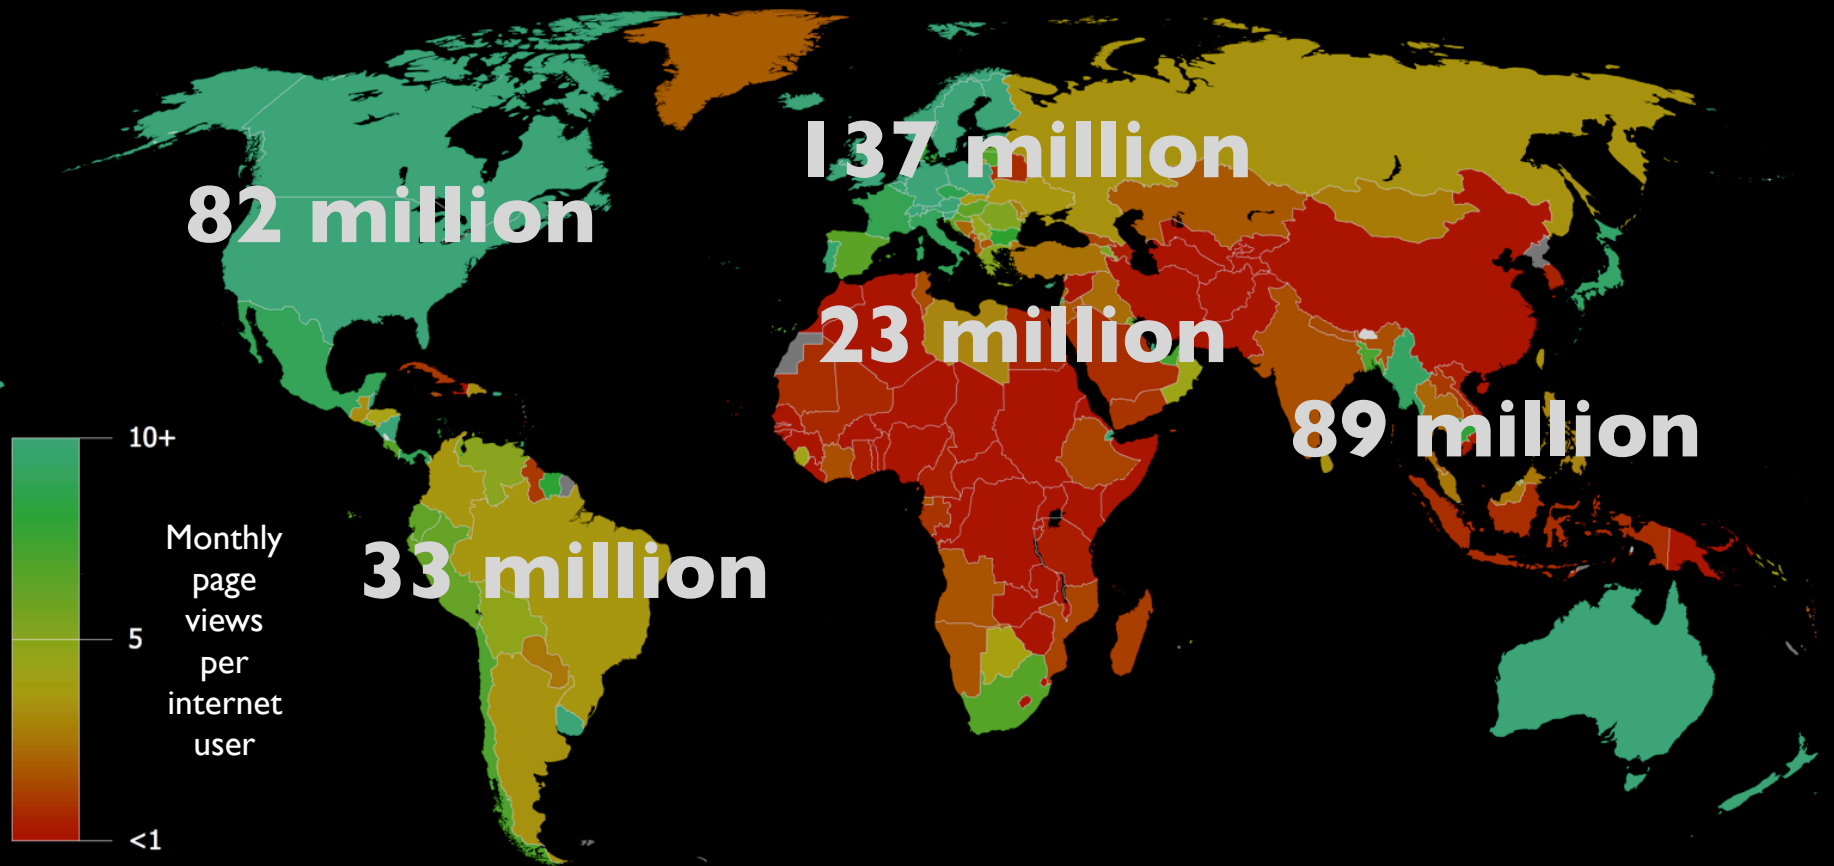 137 million
82 million
23 million
89 million
33 million
10+
5
<1
Monthly
page
views
per
internet
user